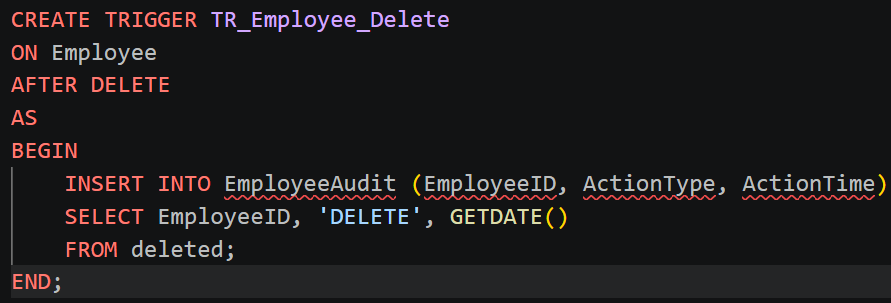 CREATE TRIGGER TR_Employee_Delete
ON Employee
AFTER DELETE
AS
BEGIN
    INSERT INTO EmployeeAudit (EmployeeID, ActionType, ActionTime)
    SELECT EmployeeID, 'DELETE', GETDATE()
    FROM deleted;
END;